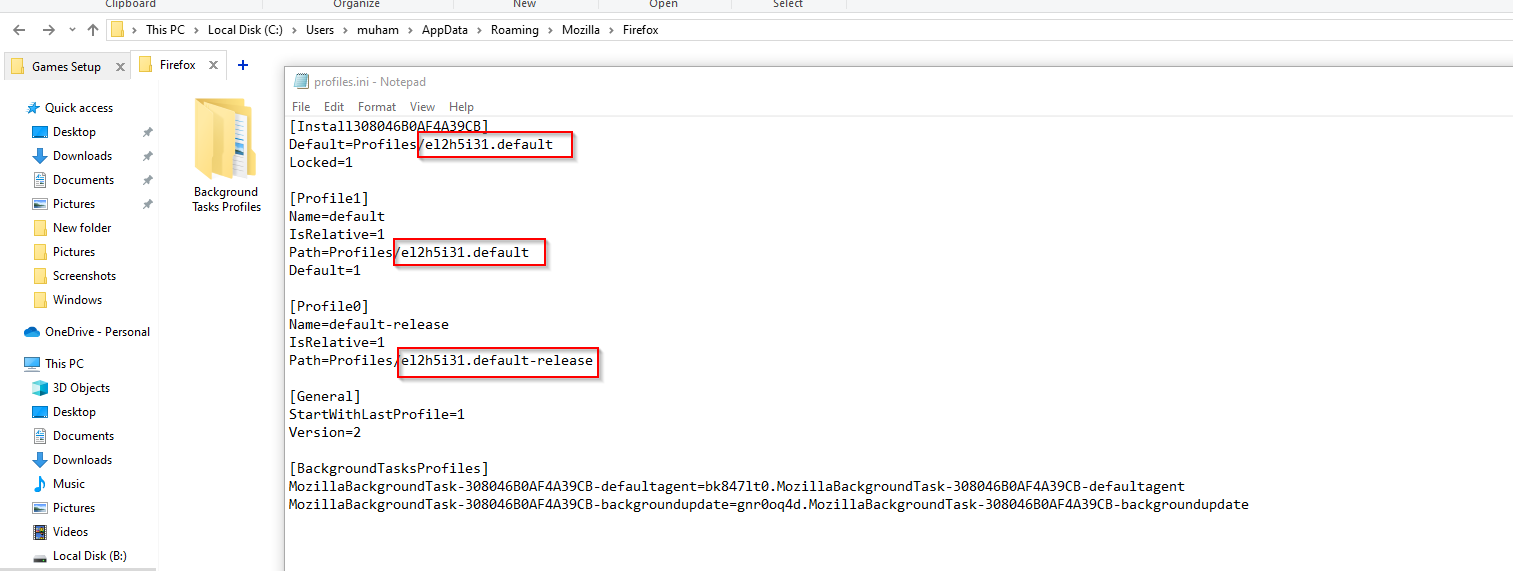 Clipboard Organize New Open Select
This PC > Local Disk (C:) > Users > muham > AppData > Roaming > Mozilla > Firefox
Games Setup
Firefox
Quick access
Desktop
Downloads
Documents
Pictures
New folder
Pictures
Screenshots
Windows
OneDrive - Personal
This PC
3D Objects
Desktop
Documents
Downloads
Music
Pictures
Videos
Local Disk (B:)
Background
Tasks Profiles
profiles.ini - Notepad
File Edit Format View Help
[Install308046B0AF4A39CB]
Default=Profiles/el2h5i31.default
Locked=1
[Profile1]
Name=default
IsRelative=1
Path=Profiles/el2h5i31.default
Default=1
[Profile0]
Name=default-release
IsRelative=1
Path=Profiles/el2h5i31.default-release
[General]
StartWithLastProfile=1
Version=2
[BackgroundTasksProfiles]
MozillaBackgroundTask-308046B0AF4A39CB-defaultagent=bk847lt0.MozillaBackgroundTask-308046B0AF4A39CB-defaultagent
MozillaBackgroundTask-308046B0AF4A39CB-backgroundupdate=gnr0oq4d.MozillaBackgroundTask-308046B0AF4A39CB-backgroundupdate